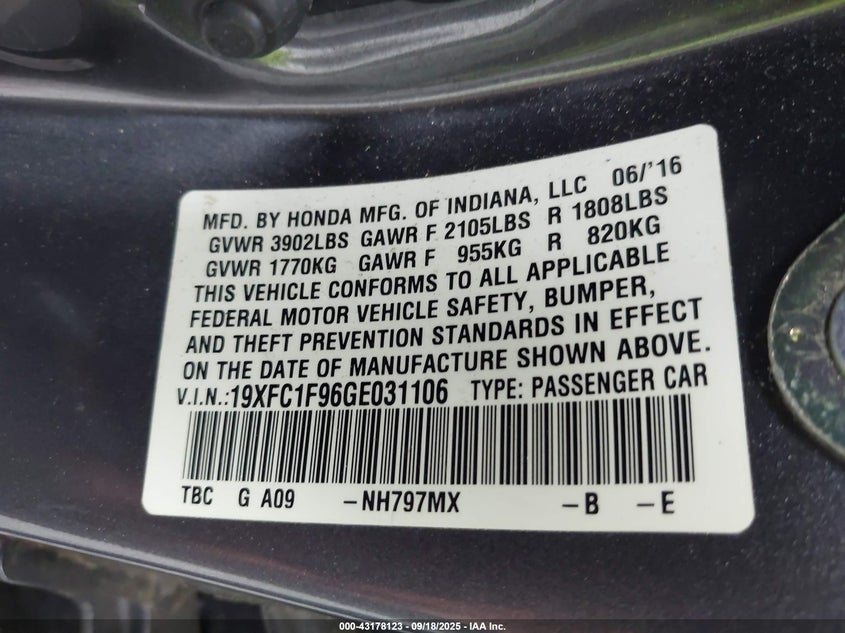 MFD. BY HONDA MFG. OF INDIANA, LLC 06/'16
GVWR 3902LBS GAWR F 2105LBS R 1808LBS
GVWR 1770KG GAWR F 955KG R 820KG
THIS VEHICLE CONFORMS TO ALL APPLICABLE
FEDERAL MOTOR VEHICLE SAFETY, BUMPER,
AND THEFT PREVENTION STANDARDS IN EFFECT
ON THE DATE OF MANUFACTURE SHOWN ABOVE.
V.I.N.:19XFC1F96GE031106 TYPE: PASSENGER CAR
TBC G A09 -NH797MX -B -E
000-43178123 - 09/18/2025 - IAA Inc.